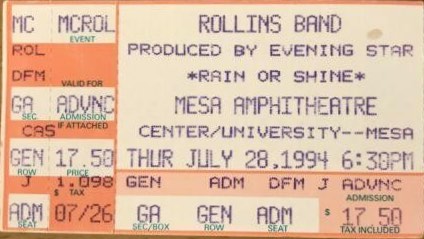 MC MCROL
EVENT
ROLLINS BAND
ROL
PRODUCED BY EVENING STAR
DFM VALID FOR
*RAIN OR SHINE*
GA ADVNC
SEC. ADMISSION
IF ATTACHED
MESA AMPHITHEATRE
CAS
CENTER/UNIVERSITY--MESA
GEN 17.50
ROW PRICE
THUR JULY 28,1994 6:30PM
J 1.098
$ TAX
GEN ADM DFM J ADVNC
ADMISSION
ADM 07/26
SEAT
GA GEN ADM $ 17.50
SEC/BOX ROW SEAT TAX INCLUDED